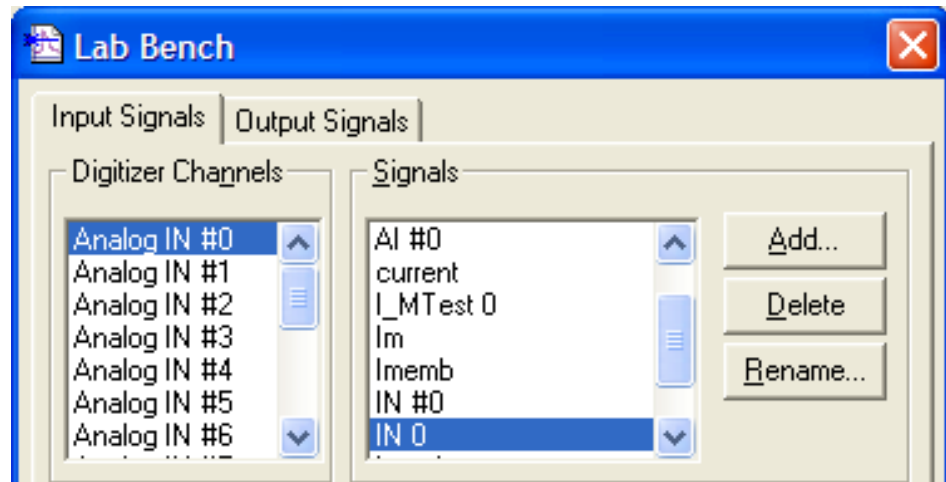 Lab Bench
Input Signals
Output Signals
Digitizer Channels
Analog IN #0
Analog IN #1
Analog IN #2
Analog IN #3
Analog IN #4
Analog IN #5
Analog IN #6
Signals
AI #0
current
I_MTest 0
Im
Imemb
IN #0
IN 0
Add...
Delete
Rename...